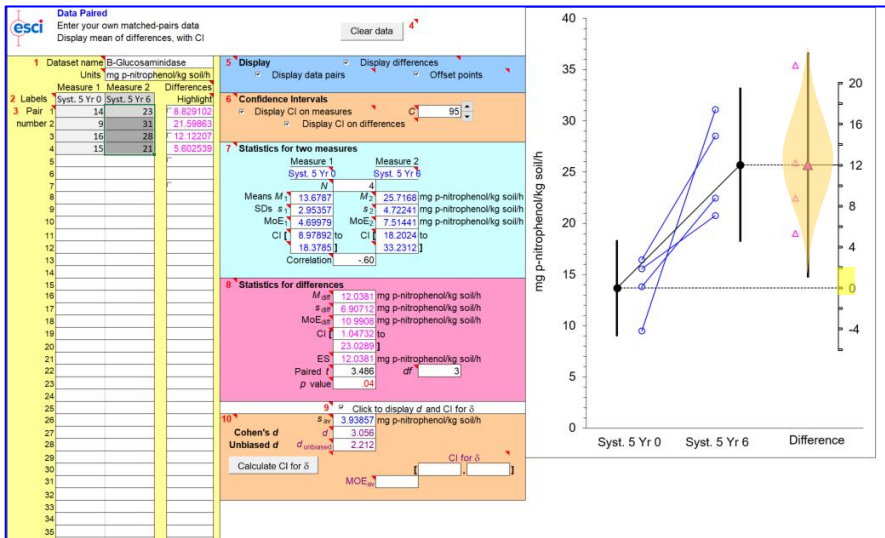 esci
Data Paired
Enter your own matched-pairs data
Display mean of differences, with CI
Clear data
4
1 Dataset name B-Glucosaminidase
Units mg p-nitrophenol/kg soil/h
Measure 1 Measure 2 Differences
2 Labels Syst. 5 Yr 0 Syst. 5 Yr 6 Highlight
3 Pair 1 14 23 8.829102
number 2 9 31 21.59863
3 16 28 12.12207
4 15 21 5.602539
5
6
7
8
9
10
11
12
13
14
15
16
17
18
19
20
21
22
23
24
25
26
27
28
29
30
31
32
33
34
35
5 Display Display differences
Display data pairs Offset points
6 Confidence Intervals
Display CI on measures C 95
Display CI on differences
7 Statistics for two measures
Measure 1 Measure 2
Syst. 5 Yr 0 Syst. 5 Yr 6
N 4
Means M1 13.6787 M2 25.7168 mg p-nitrophenol/kg soil/h
SDs s1 2.95357 s2 4.72241 mg p-nitrophenol/kg soil/h
MoE1 4.69979 MoE2 7.51441 mg p-nitrophenol/kg soil/h
CI [ 8.97892 to CI [ 18.2024 to
18.3785 ] 33.2312 ]
Correlation -.60
8 Statistics for differences
Mdiff 12.0381 mg p-nitrophenol/kg soil/h
sdiff 6.90712 mg p-nitrophenol/kg soil/h
MoEdiff 10.9908 mg p-nitrophenol/kg soil/h
CI [ 1.04732 to
23.0289 ]
ES 12.0381 mg p-nitrophenol/kg soil/h
Paired t 3.486 df 3
p value .04
9 Click to display d and CI for δ
10 sav 3.93857 mg p-nitrophenol/kg soil/h
Cohen's d d 3.056
Unbiased d dunbiased 2.212
Calculate CI for δ
CI for δ
[ , ]
MOEav
mg p-nitrophenol/kg soil/h
40
35
30
25
20
15
10
5
0
20
16
12
8
4
0
-4
Syst. 5 Yr 0 Syst. 5 Yr 6 Difference